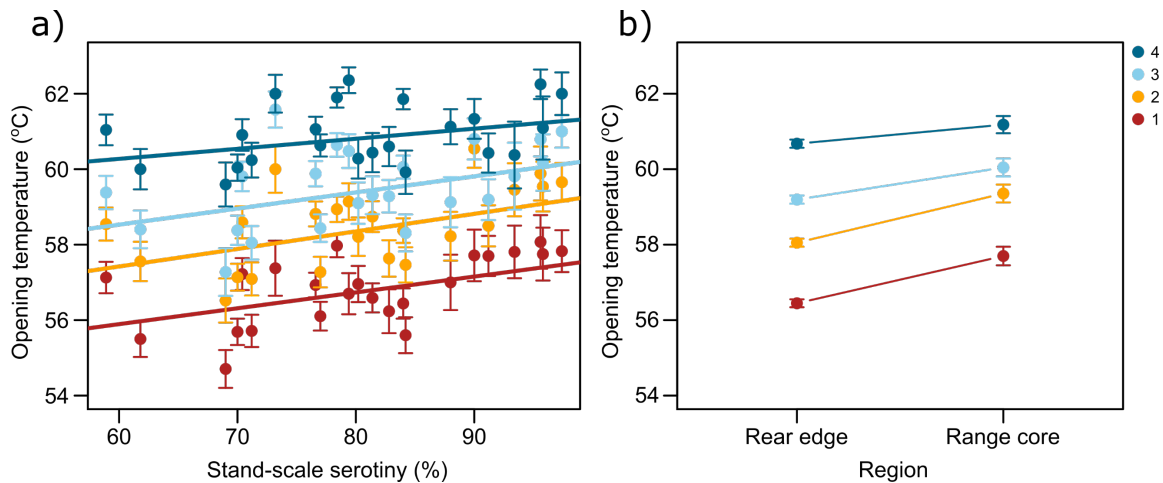 a)
Opening temperature (°C)
62
60
58
56
54
60 70 80 90
Stand-scale serotiny (%)
b)
Opening temperature (°C)
62
60
58
56
54
Rear edge Range core
Region
4
3
2
1